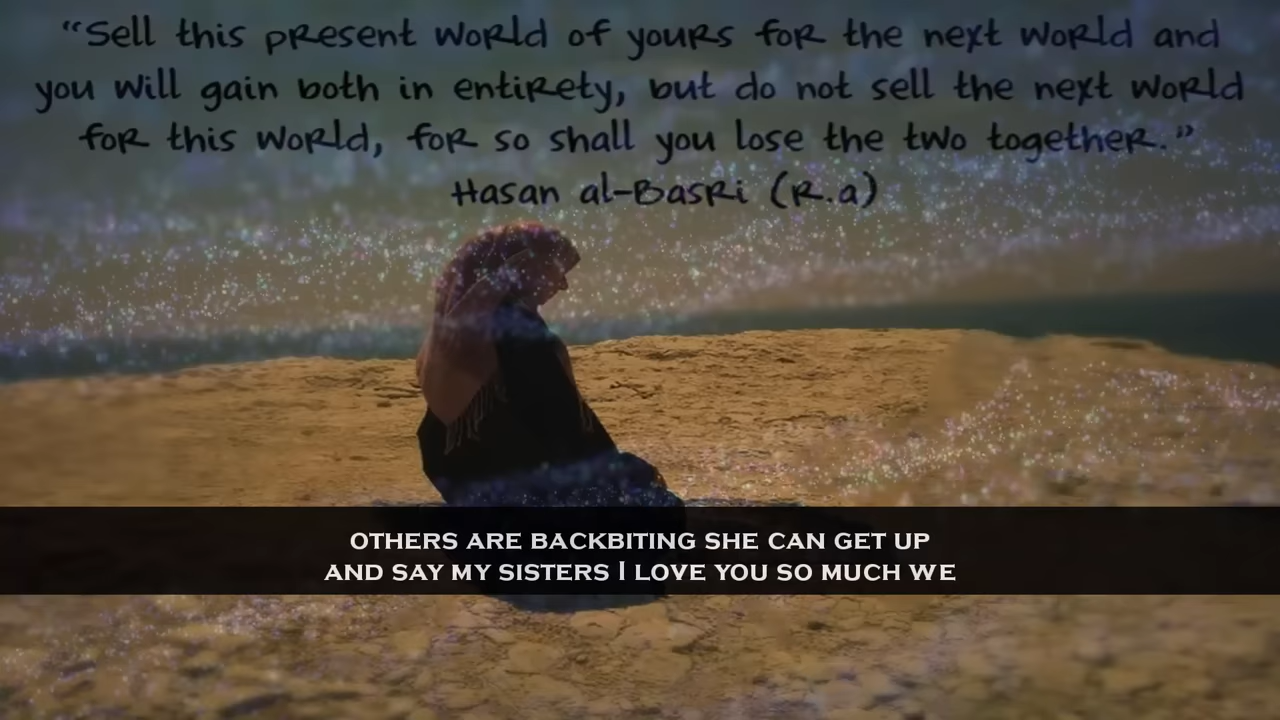 “Sell this present world of yours for the next world and
you will gain both in entirety, but do not sell the next world
for this world, for so shall you lose the two together.”
Hasan al-Basri (R.a)
OTHERS ARE BACKBITING SHE CAN GET UP
AND SAY MY SISTERS I LOVE YOU SO MUCH WE